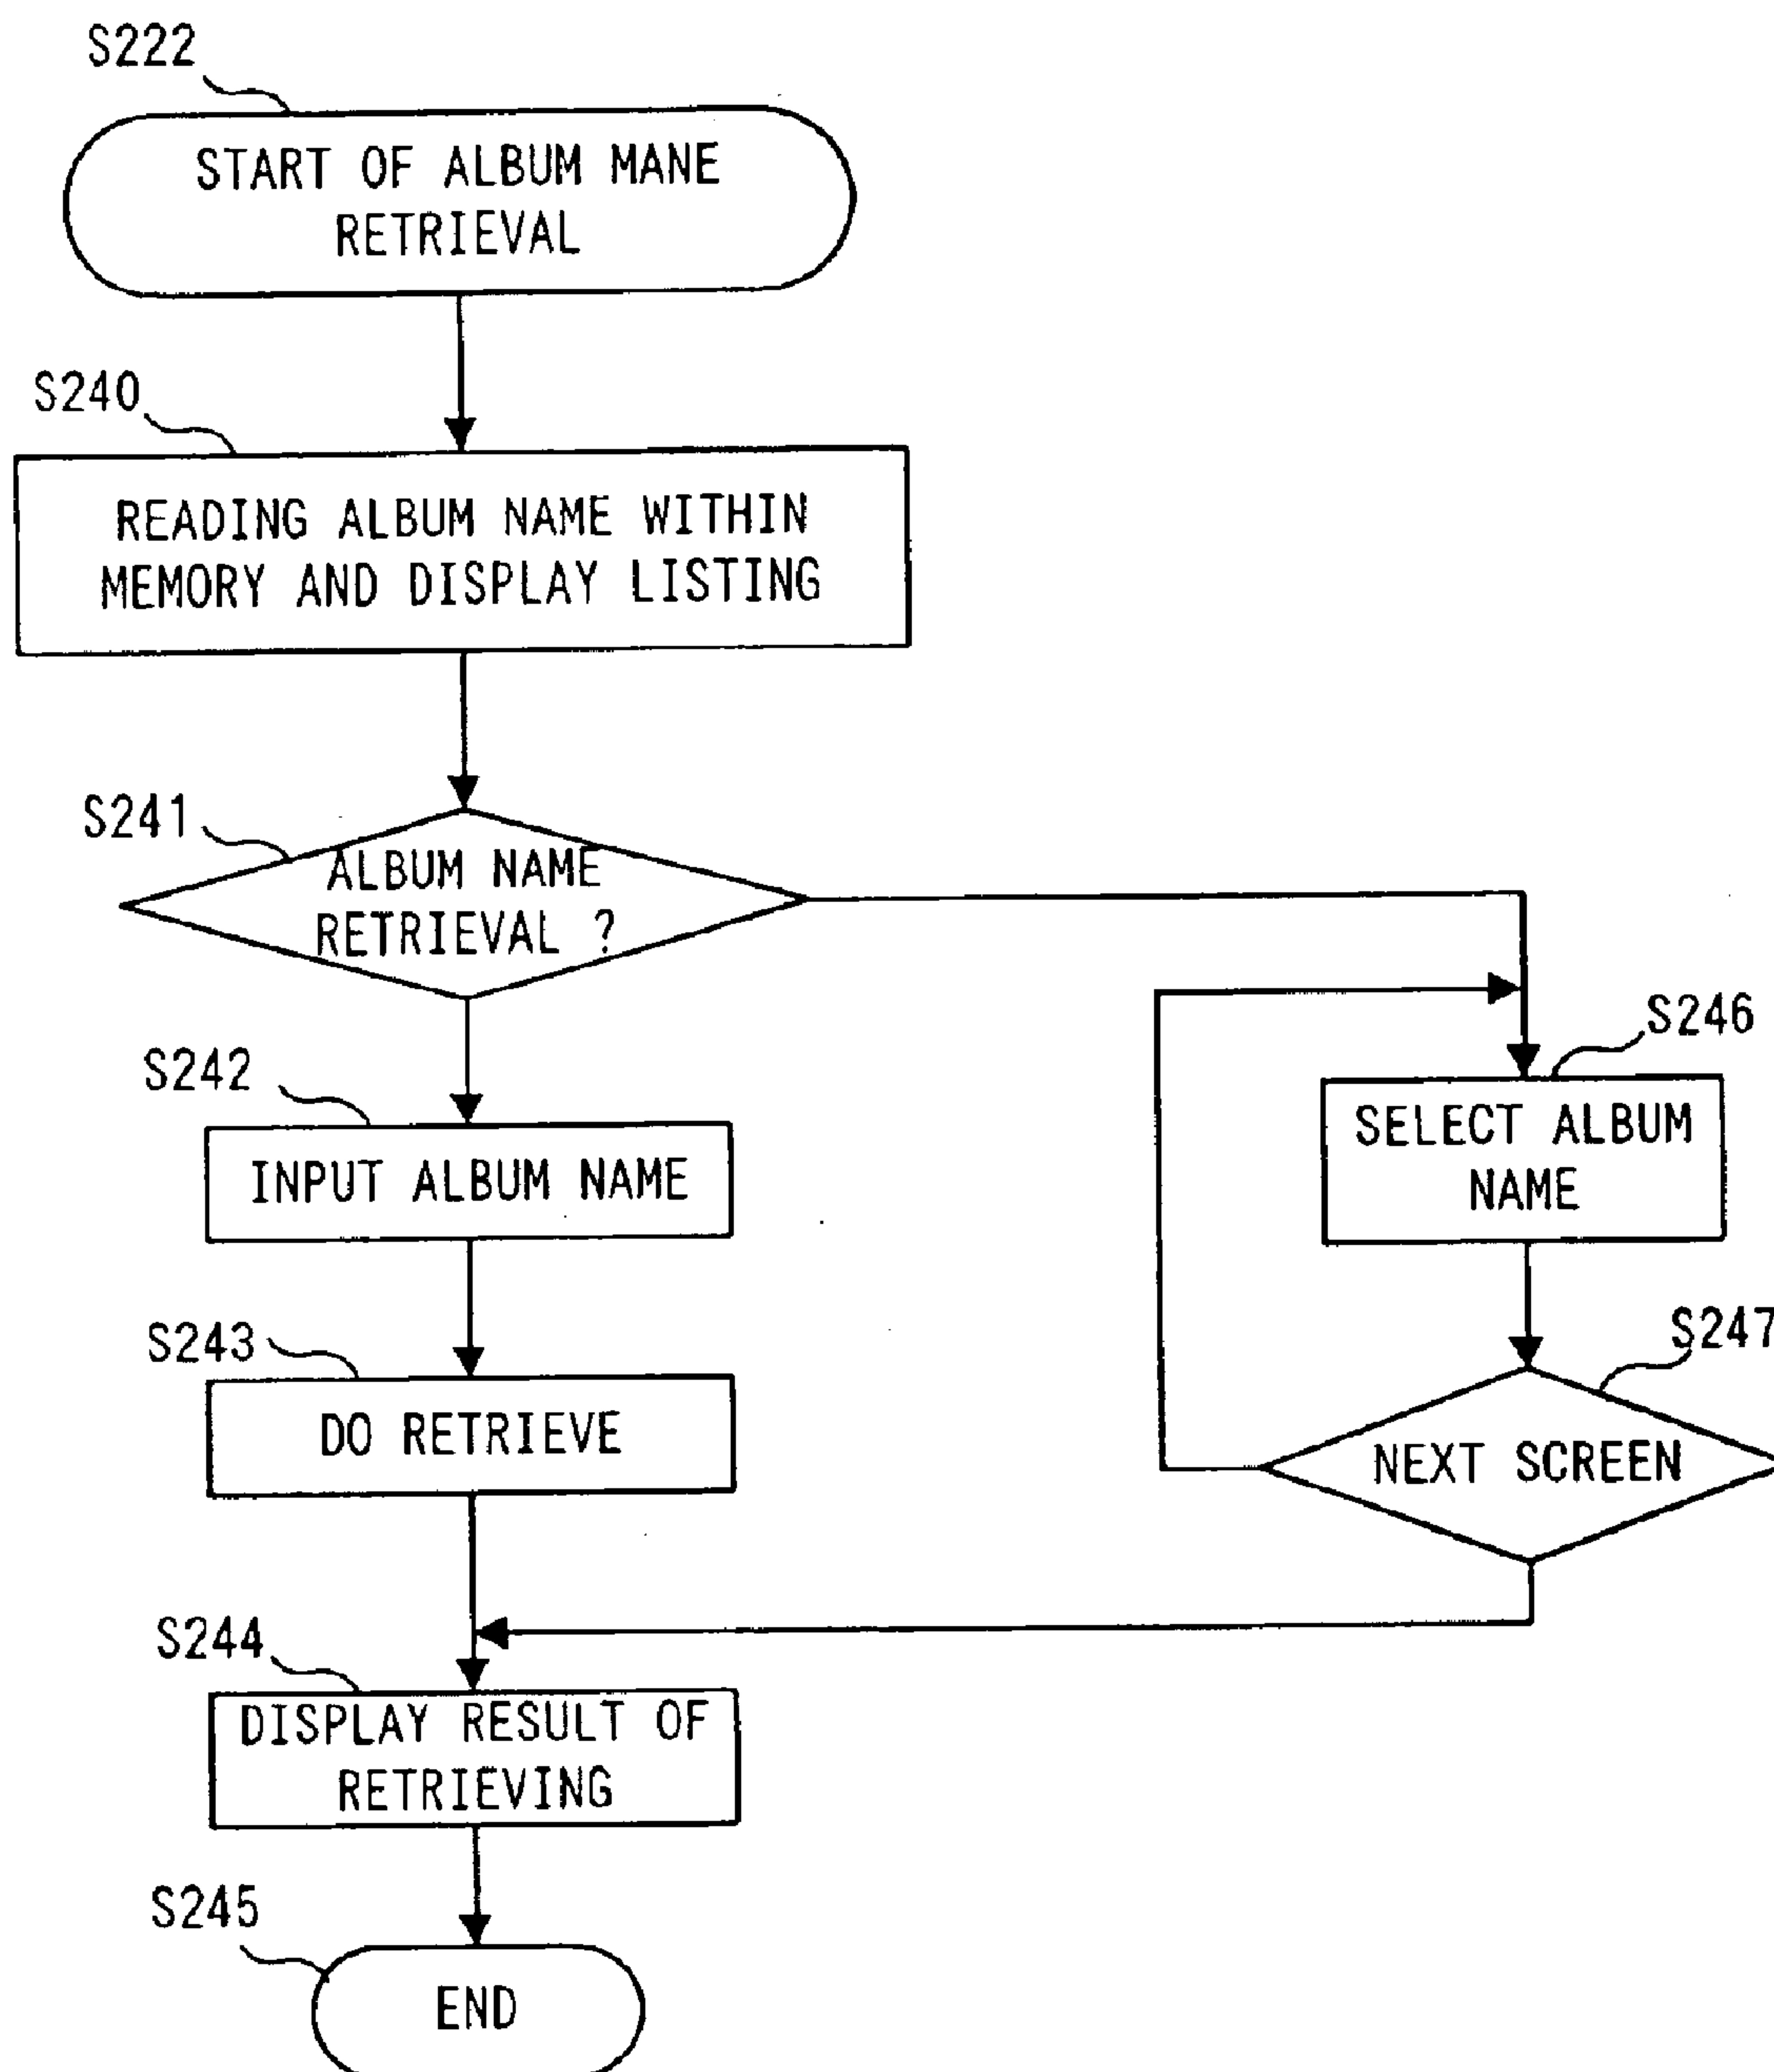 S222
START OF ALBUM MANE
RETRIEVAL
S240
READING ALBUM NAME WITHIN
MEMORY AND DISPLAY LISTING
S241
ALBUM NAME
RETRIEVAL ?
S242
INPUT ALBUM NAME
S243
DO RETRIEVE
S246
SELECT ALBUM
NAME
S247
NEXT SCREEN
S244
DISPLAY RESULT OF
RETRIEVING
S245
END